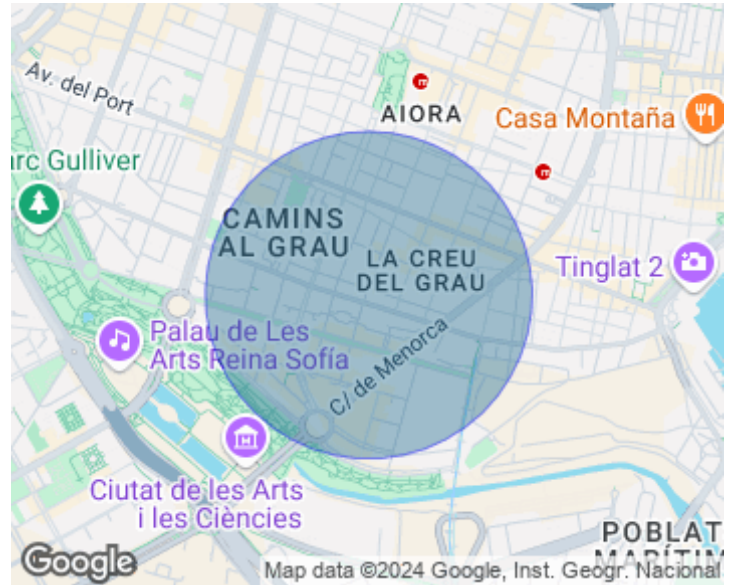 Av. del Port
AIORA
Casa Montaña
rc Gulliver
CAMINS
AL GRAU
LA CREU
DEL GRAU
Tinglat 2
Palau de Les
Arts Reina Sofía
C/ de Menorca
Ciutat de les Arts
i les Ciències
POBLAT
MARÍTIM
Google
Map data ©2024 Google, Inst. Geogr. Nacional